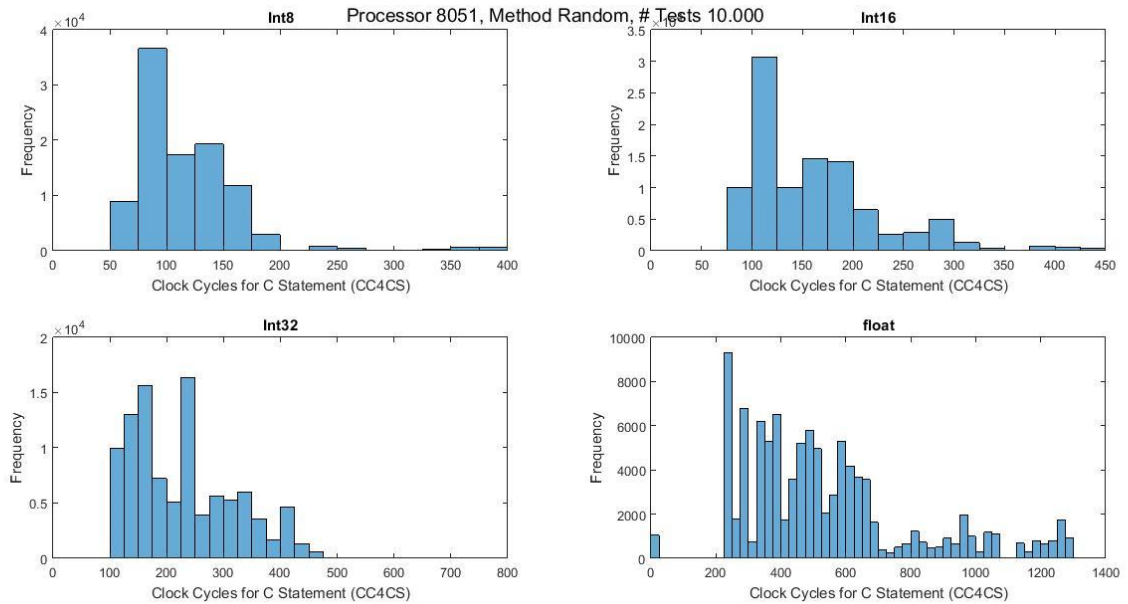 Processor 8051, Method Random, # Tests 10.000
Int8
×10⁴
Frequency
4
3
2
1
0
0 50 100 150 200 250 300 350 400
Clock Cycles for C Statement (CC4CS)
Int16
Frequency
3.5
3
2.5
2
1.5
1
0.5
0
0 50 100 150 200 250 300 350 400 450
Clock Cycles for C Statement (CC4CS)
Int32
×10⁴
Frequency
2
1.5
1
0.5
0
0 100 200 300 400 500 600 700 800
Clock Cycles for C Statement (CC4CS)
float
Frequency
10000
8000
6000
4000
2000
0
0 200 400 600 800 1000 1200 1400
Clock Cycles for C Statement (CC4CS)